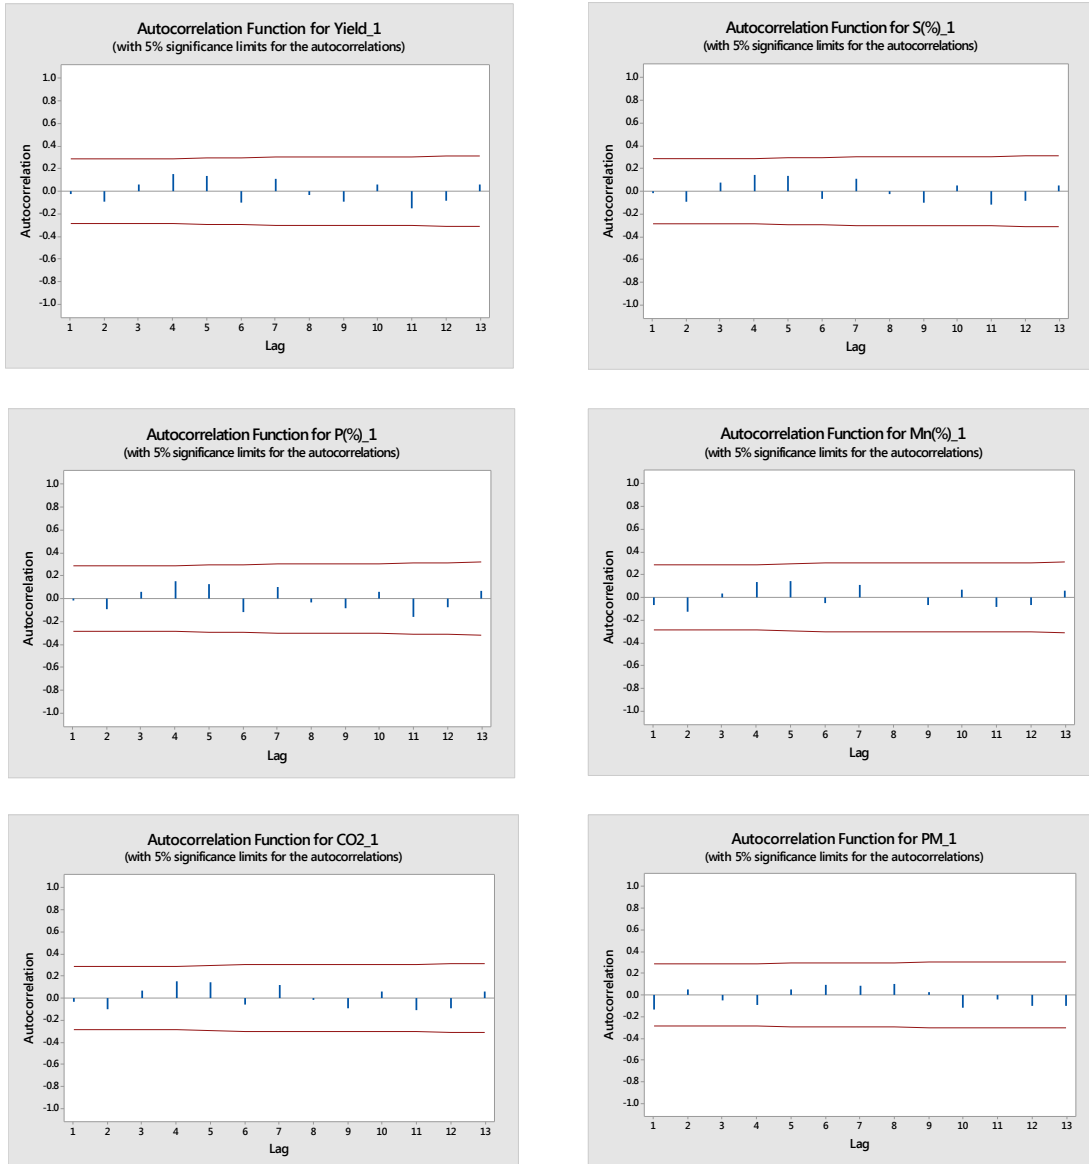 Autocorrelation Function for Yield_1
(with 5% significance limits for the autocorrelations)
1.0
0.8
0.6
0.4
0.2
0.0
-0.2
-0.4
-0.6
-0.8
-1.0
Autocorrelation
1 2 3 4 5 6 7 8 9 10 11 12 13
Lag
Autocorrelation Function for S(%)_1
(with 5% significance limits for the autocorrelations)
1.0
0.8
0.6
0.4
0.2
0.0
-0.2
-0.4
-0.6
-0.8
-1.0
Autocorrelation
1 2 3 4 5 6 7 8 9 10 11 12 13
Lag
Autocorrelation Function for P(%)_1
(with 5% significance limits for the autocorrelations)
1.0
0.8
0.6
0.4
0.2
0.0
-0.2
-0.4
-0.6
-0.8
-1.0
Autocorrelation
1 2 3 4 5 6 7 8 9 10 11 12 13
Lag
Autocorrelation Function for Mn(%)_1
(with 5% significance limits for the autocorrelations)
1.0
0.8
0.6
0.4
0.2
0.0
-0.2
-0.4
-0.6
-0.8
-1.0
Autocorrelation
1 2 3 4 5 6 7 8 9 10 11 12 13
Lag
Autocorrelation Function for CO2_1
(with 5% significance limits for the autocorrelations)
1.0
0.8
0.6
0.4
0.2
0.0
-0.2
-0.4
-0.6
-0.8
-1.0
Autocorrelation
1 2 3 4 5 6 7 8 9 10 11 12 13
Lag
Autocorrelation Function for PM_1
(with 5% significance limits for the autocorrelations)
1.0
0.8
0.6
0.4
0.2
0.0
-0.2
-0.4
-0.6
-0.8
-1.0
Autocorrelation
1 2 3 4 5 6 7 8 9 10 11 12 13
Lag